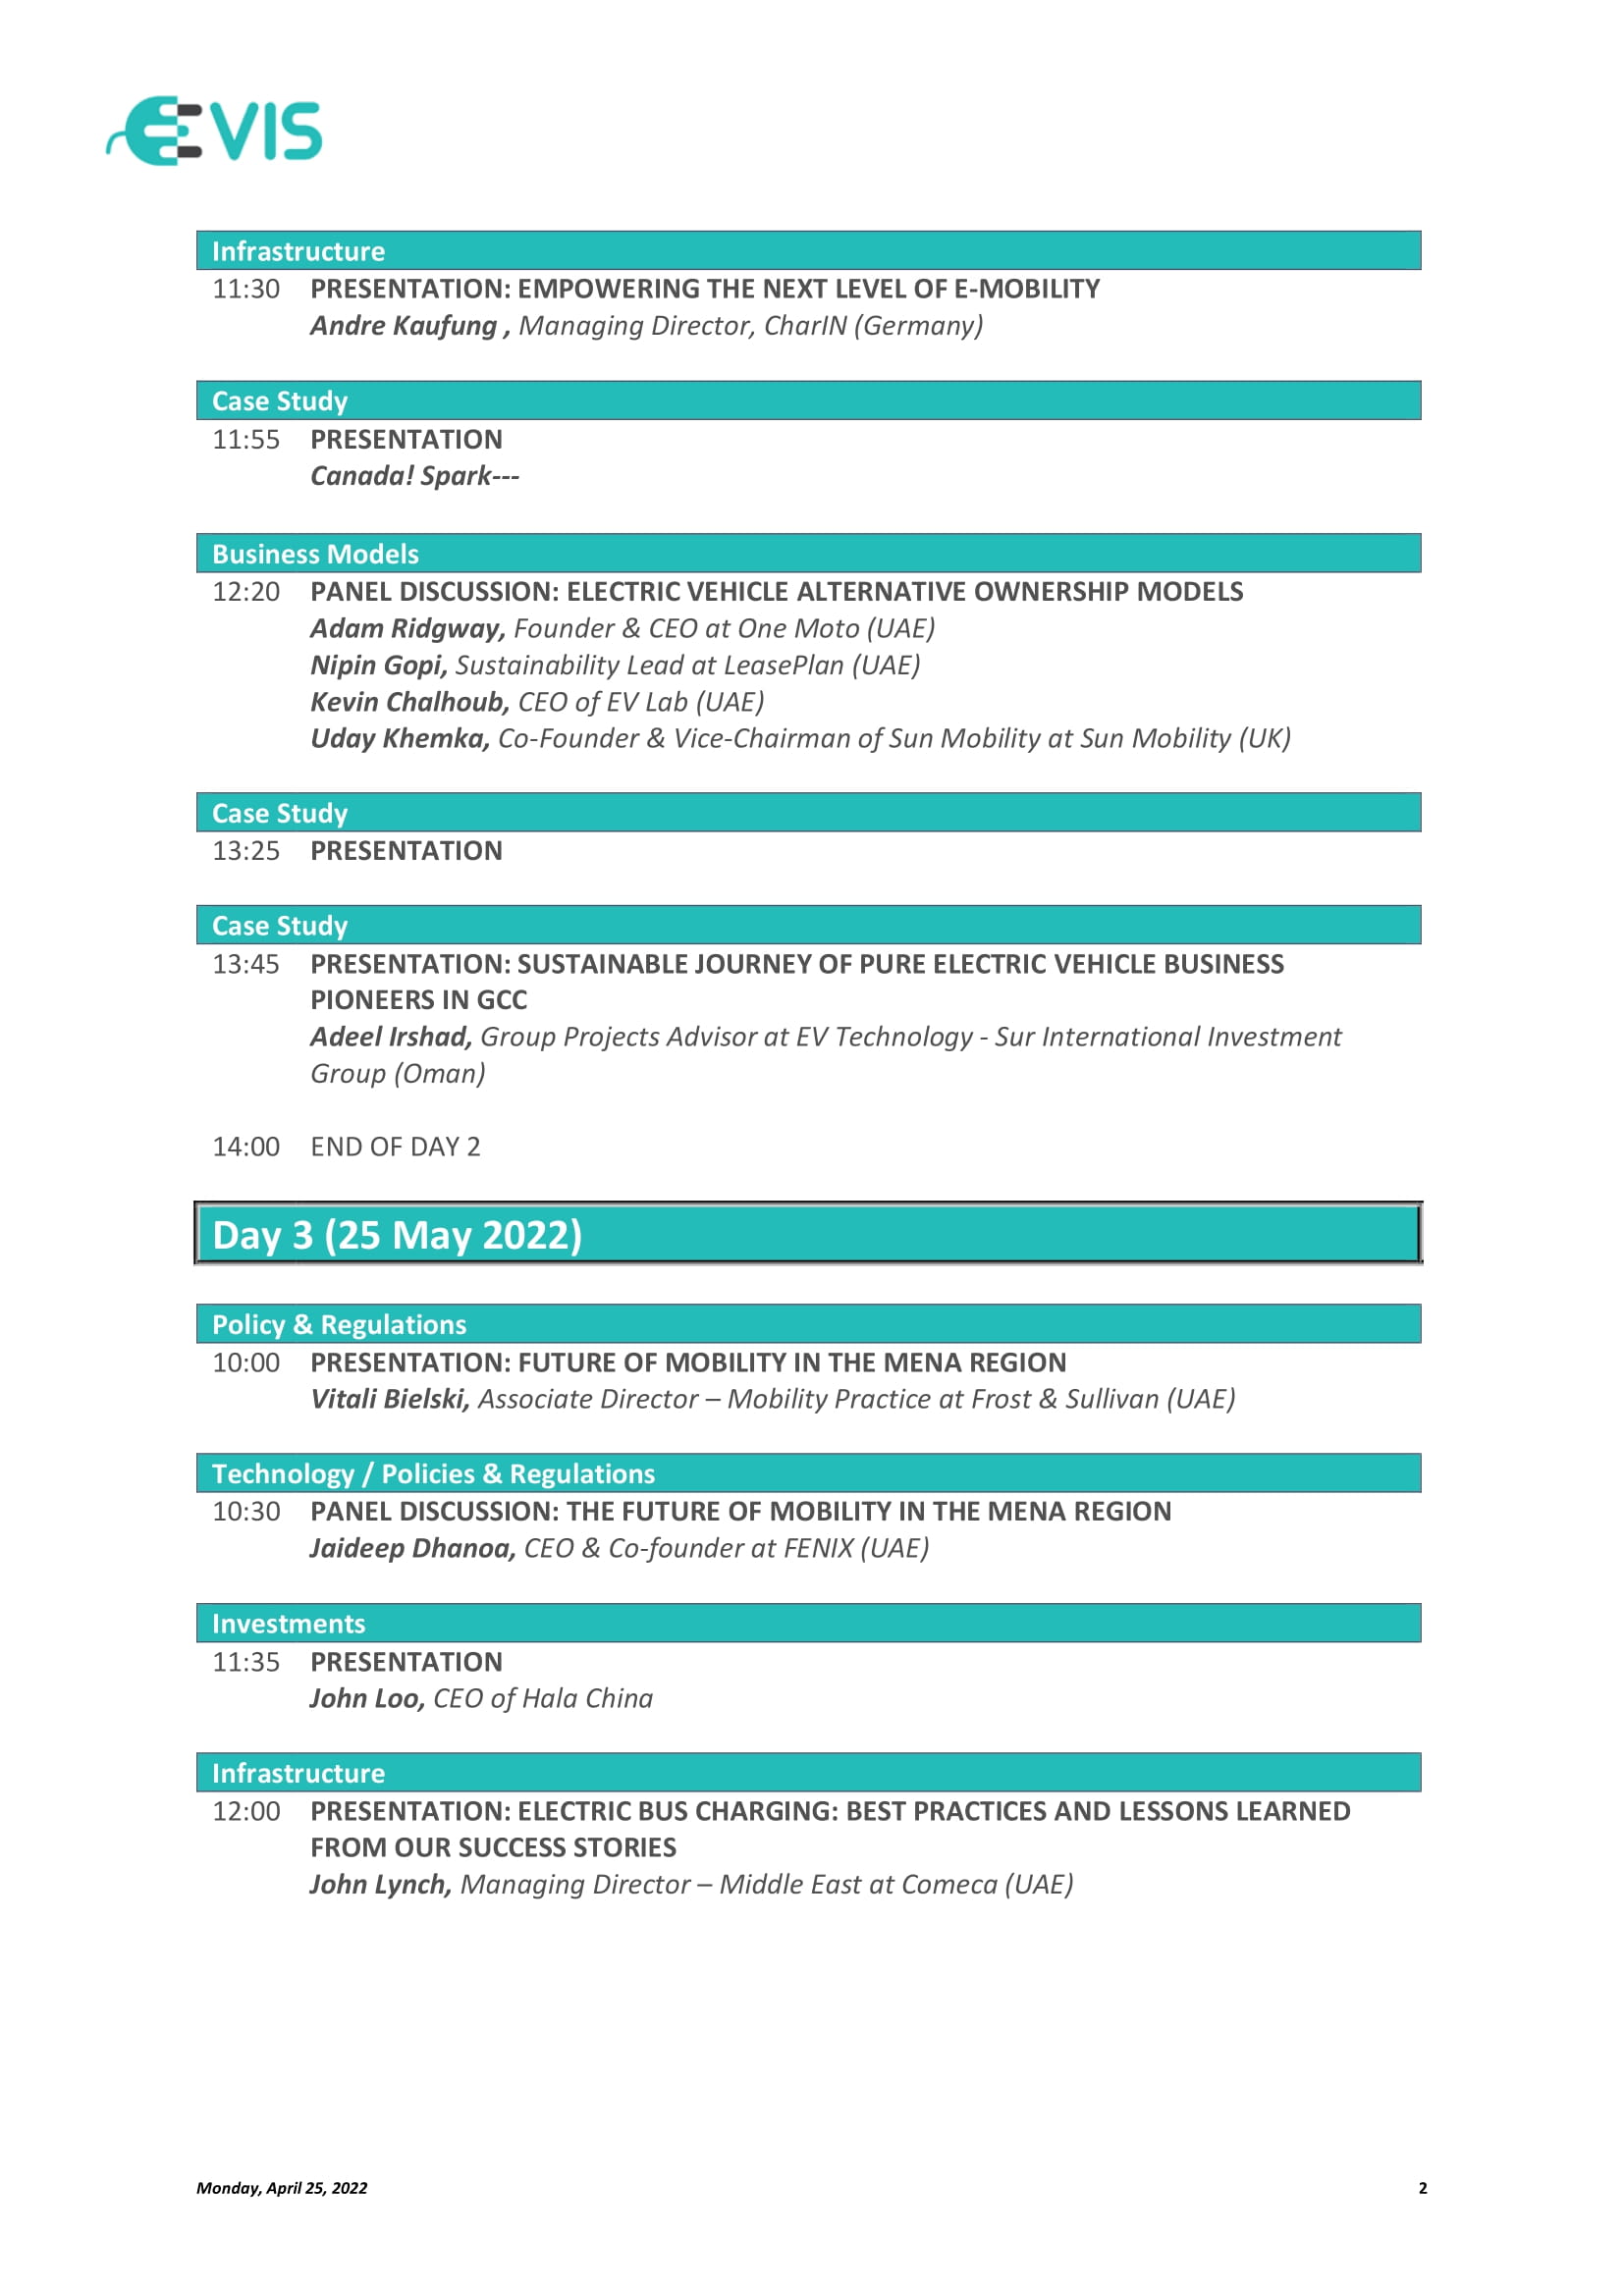 EVIS
Infrastructure
11:30 PRESENTATION: EMPOWERING THE NEXT LEVEL OF E-MOBILITY
Andre Kaufung , Managing Director, CharIN (Germany)
Case Study
11:55 PRESENTATION
Canada! Spark---
Business Models
12:20 PANEL DISCUSSION: ELECTRIC VEHICLE ALTERNATIVE OWNERSHIP MODELS
Adam Ridgway, Founder & CEO at One Moto (UAE)
Nipin Gopi, Sustainability Lead at LeasePlan (UAE)
Kevin Chalhoub, CEO of EV Lab (UAE)
Uday Khemka, Co-Founder & Vice-Chairman of Sun Mobility at Sun Mobility (UK)
Case Study
13:25 PRESENTATION
Case Study
13:45 PRESENTATION: SUSTAINABLE JOURNEY OF PURE ELECTRIC VEHICLE BUSINESS
PIONEERS IN GCC
Adeel Irshad, Group Projects Advisor at EV Technology - Sur International Investment
Group (Oman)
14:00 END OF DAY 2
Day 3 (25 May 2022)
Policy & Regulations
10:00 PRESENTATION: FUTURE OF MOBILITY IN THE MENA REGION
Vitali Bielski, Associate Director – Mobility Practice at Frost & Sullivan (UAE)
Technology / Policies & Regulations
10:30 PANEL DISCUSSION: THE FUTURE OF MOBILITY IN THE MENA REGION
Jaideep Dhanoa, CEO & Co-founder at FENIX (UAE)
Investments
11:35 PRESENTATION
John Loo, CEO of Hala China
Infrastructure
12:00 PRESENTATION: ELECTRIC BUS CHARGING: BEST PRACTICES AND LESSONS LEARNED
FROM OUR SUCCESS STORIES
John Lynch, Managing Director – Middle East at Comeca (UAE)
Monday, April 25, 2022 2